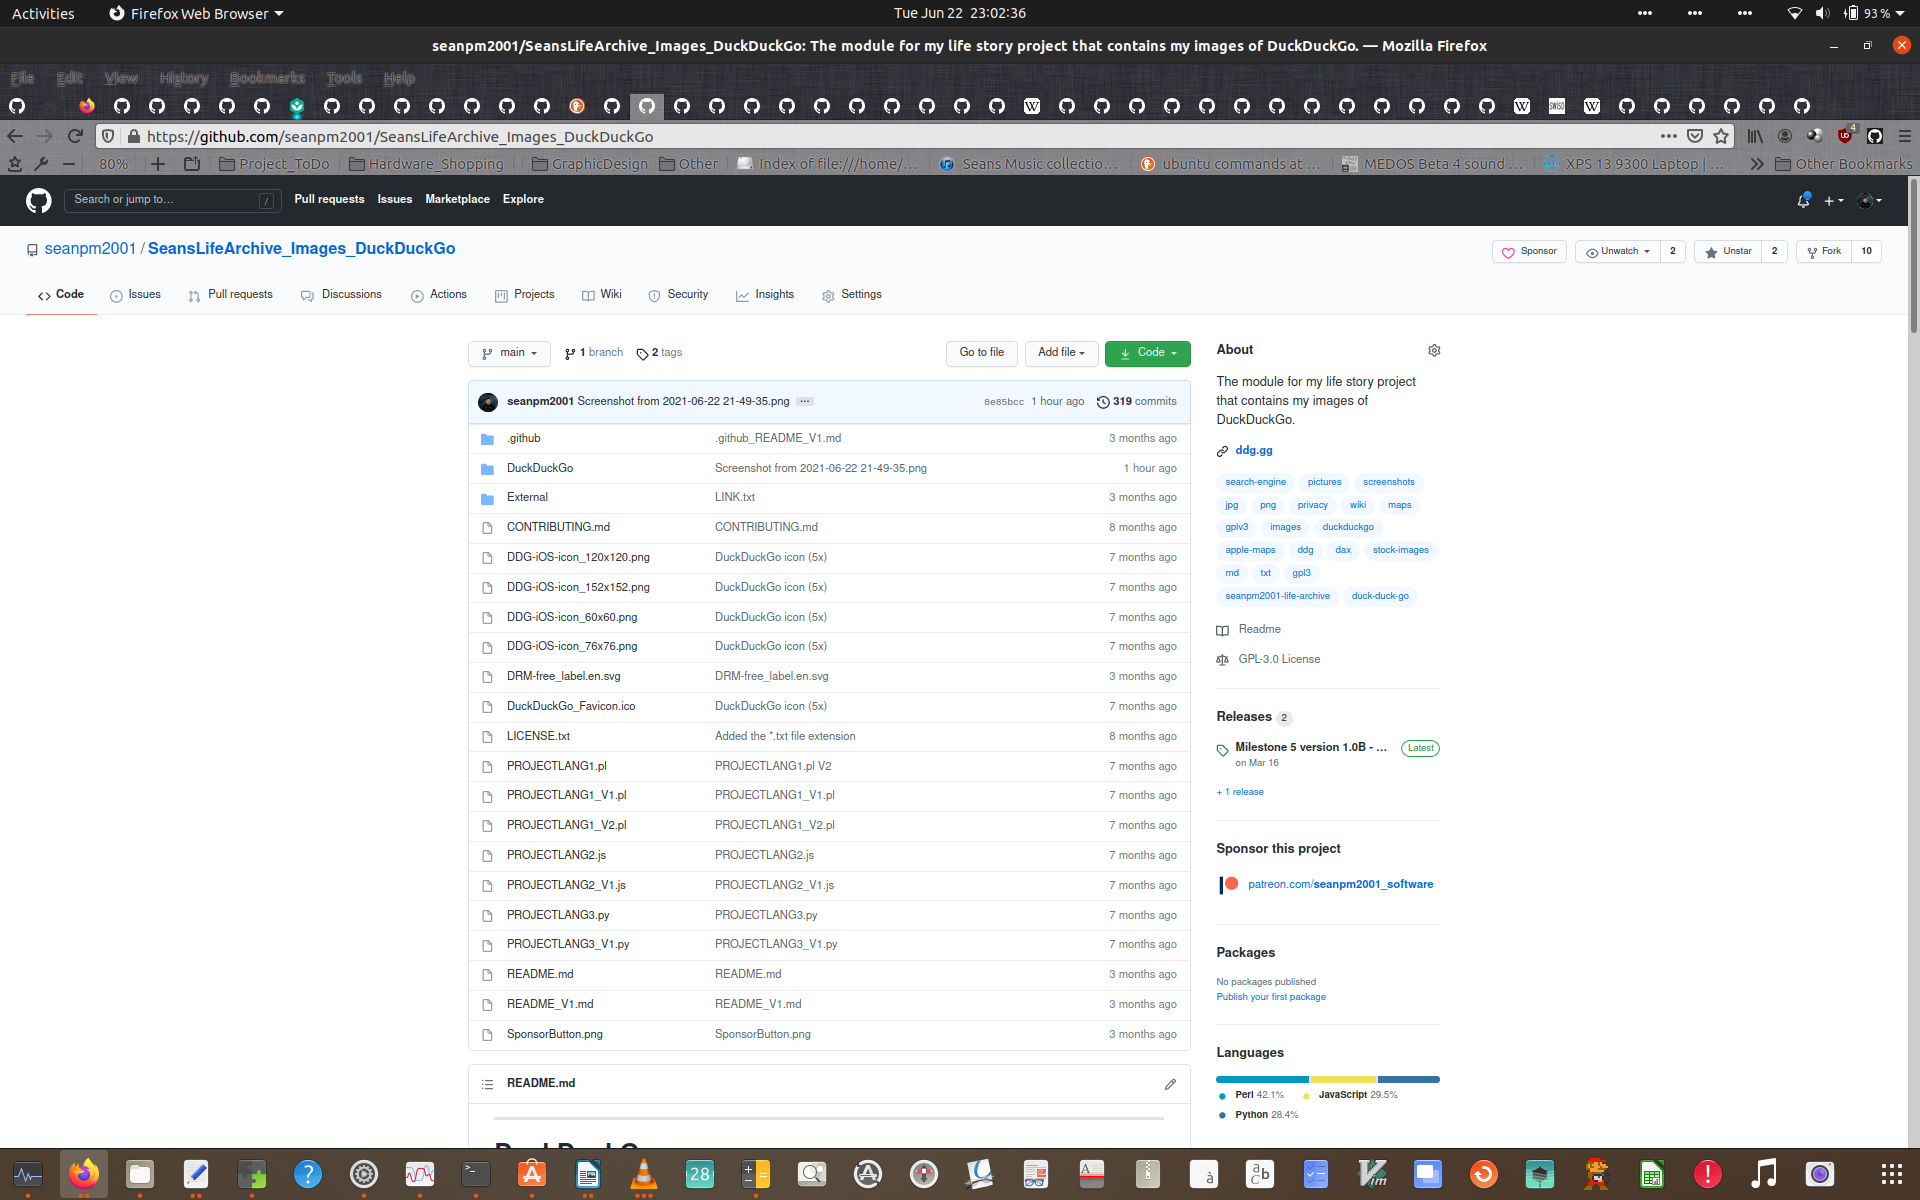 Activities Firefox Web Browser Tue Jun 22 23:02:36 93 %
seanpm2001/SeansLifeArchive_Images_DuckDuckGo: The module for my life story project that contains my images of DuckDuckGo. — Mozilla Firefox
File Edit View History Bookmarks Tools Help
https://github.com/seanpm2001/SeansLifeArchive_Images_DuckDuckGo
80% Project_ToDo Hardware_Shopping GraphicDesign Other Index of file:///home/… Seans Music collectio… ubuntu commands at … MEDOS Beta 4 sound … XPS 13 9300 Laptop | … Other Bookmarks
Search or jump to… / Pull requests Issues Marketplace Explore
seanpm2001 / SeansLifeArchive_Images_DuckDuckGo Sponsor Unwatch 2 Unstar 2 Fork 10
Code Issues Pull requests Discussions Actions Projects Wiki Security Insights Settings
main 1 branch 2 tags Go to file Add file Code
seanpm2001 Screenshot from 2021-06-22 21-49-35.png … 8e85bcc 1 hour ago 319 commits
.github .github_README_V1.md 3 months ago
DuckDuckGo Screenshot from 2021-06-22 21-49-35.png 1 hour ago
External LINK.txt 3 months ago
CONTRIBUTING.md CONTRIBUTING.md 8 months ago
DDG-iOS-icon_120x120.png DuckDuckGo icon (5x) 7 months ago
DDG-iOS-icon_152x152.png DuckDuckGo icon (5x) 7 months ago
DDG-iOS-icon_60x60.png DuckDuckGo icon (5x) 7 months ago
DDG-iOS-icon_76x76.png DuckDuckGo icon (5x) 7 months ago
DRM-free_label.en.svg DRM-free_label.en.svg 3 months ago
DuckDuckGo_Favicon.ico DuckDuckGo icon (5x) 7 months ago
LICENSE.txt Added the *.txt file extension 8 months ago
PROJECTLANG1.pl PROJECTLANG1.pl V2 7 months ago
PROJECTLANG1_V1.pl PROJECTLANG1_V1.pl 7 months ago
PROJECTLANG1_V2.pl PROJECTLANG1_V2.pl 7 months ago
PROJECTLANG2.js PROJECTLANG2.js 7 months ago
PROJECTLANG2_V1.js PROJECTLANG2_V1.js 7 months ago
PROJECTLANG3.py PROJECTLANG3.py 7 months ago
PROJECTLANG3_V1.py PROJECTLANG3_V1.py 7 months ago
README.md README.md 3 months ago
README_V1.md README_V1.md 3 months ago
SponsorButton.png SponsorButton.png 3 months ago
README.md
About
The module for my life story project
that contains my images of
DuckDuckGo.
ddg.gg
search-engine pictures screenshots
jpg png privacy wiki maps
gplv3 images duckduckgo
apple-maps ddg dax stock-images
md txt gpl3
seanpm2001-life-archive duck-duck-go
Readme
GPL-3.0 License
Releases 2
Milestone 5 version 1.0B - … Latest
on Mar 16
+ 1 release
Sponsor this project
patreon.com/seanpm2001_software
Packages
No packages published
Publish your first package
Languages
Perl 42.1% JavaScript 29.5%
Python 28.4%
28